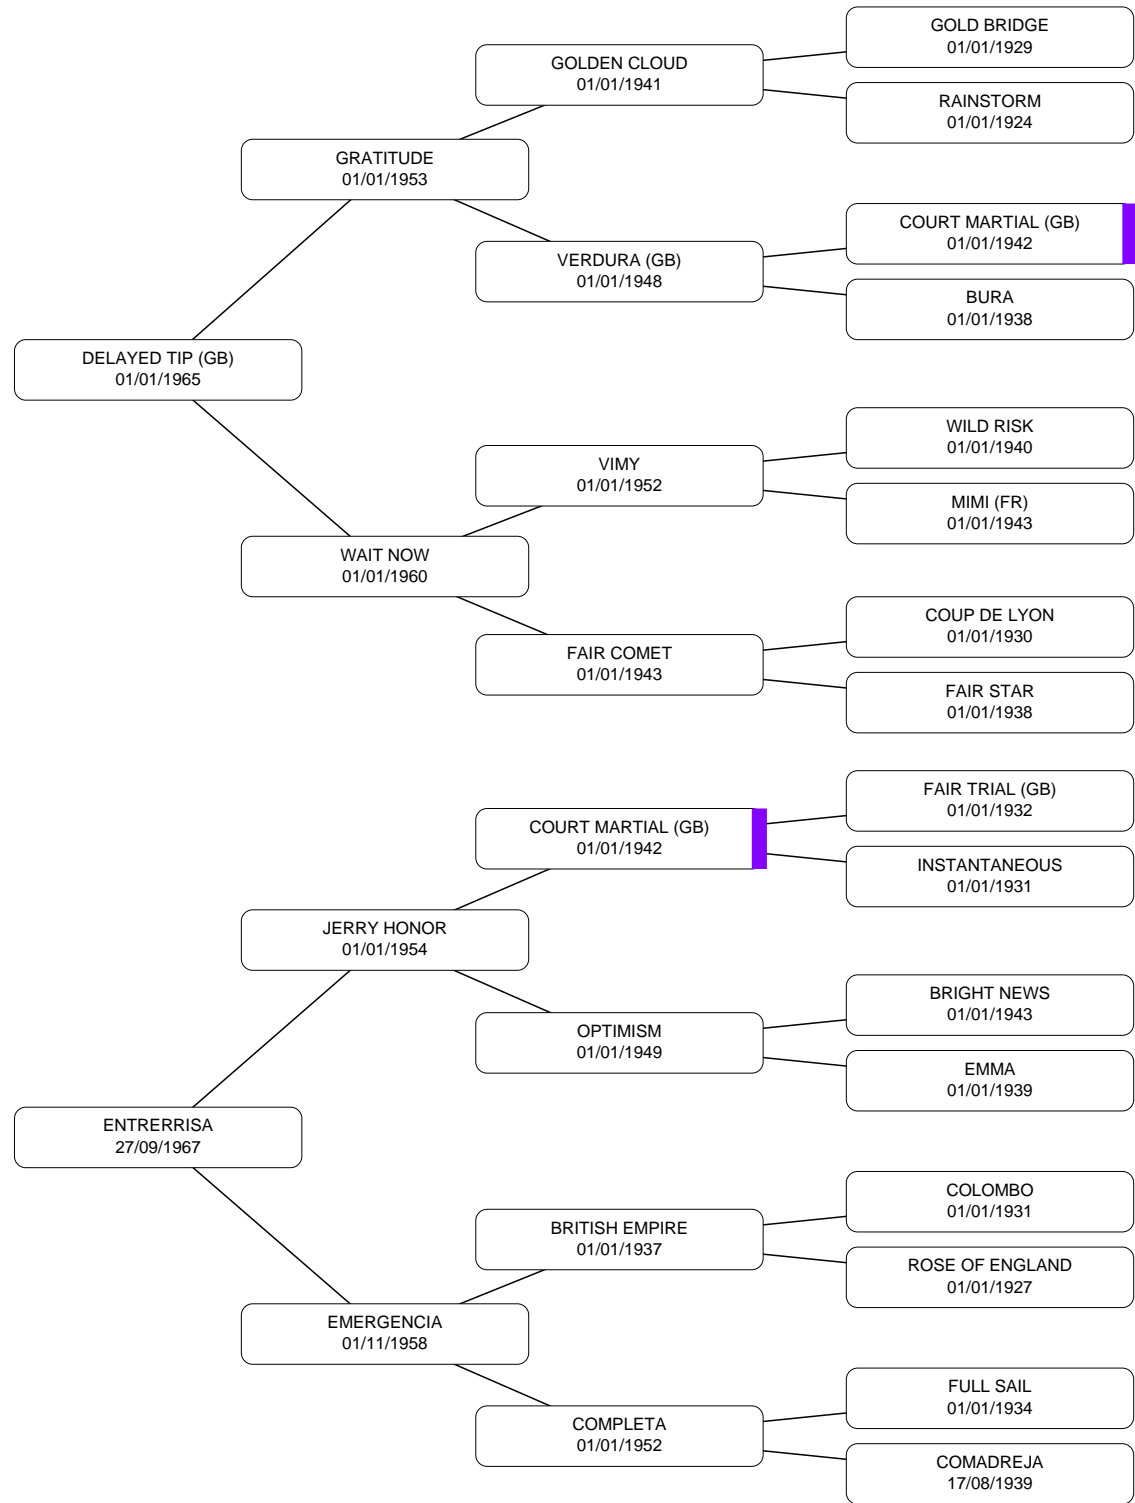 GOLD BRIDGE
01/01/1929
GOLDEN CLOUD
01/01/1941
RAINSTORM
01/01/1924
GRATITUDE
01/01/1953
COURT MARTIAL (GB)
01/01/1942
VERDURA (GB)
01/01/1948
BURA
01/01/1938
DELAYED TIP (GB)
01/01/1965
WILD RISK
01/01/1940
VIMY
01/01/1952
MIMI (FR)
01/01/1943
WAIT NOW
01/01/1960
COUP DE LYON
01/01/1930
FAIR COMET
01/01/1943
FAIR STAR
01/01/1938
FAIR TRIAL (GB)
01/01/1932
COURT MARTIAL (GB)
01/01/1942
INSTANTANEOUS
01/01/1931
JERRY HONOR
01/01/1954
BRIGHT NEWS
01/01/1943
OPTIMISM
01/01/1949
EMMA
01/01/1939
ENTRERRISA
27/09/1967
COLOMBO
01/01/1931
BRITISH EMPIRE
01/01/1937
ROSE OF ENGLAND
01/01/1927
EMERGENCIA
01/11/1958
FULL SAIL
01/01/1934
COMPLETA
01/01/1952
COMADREJA
17/08/1939